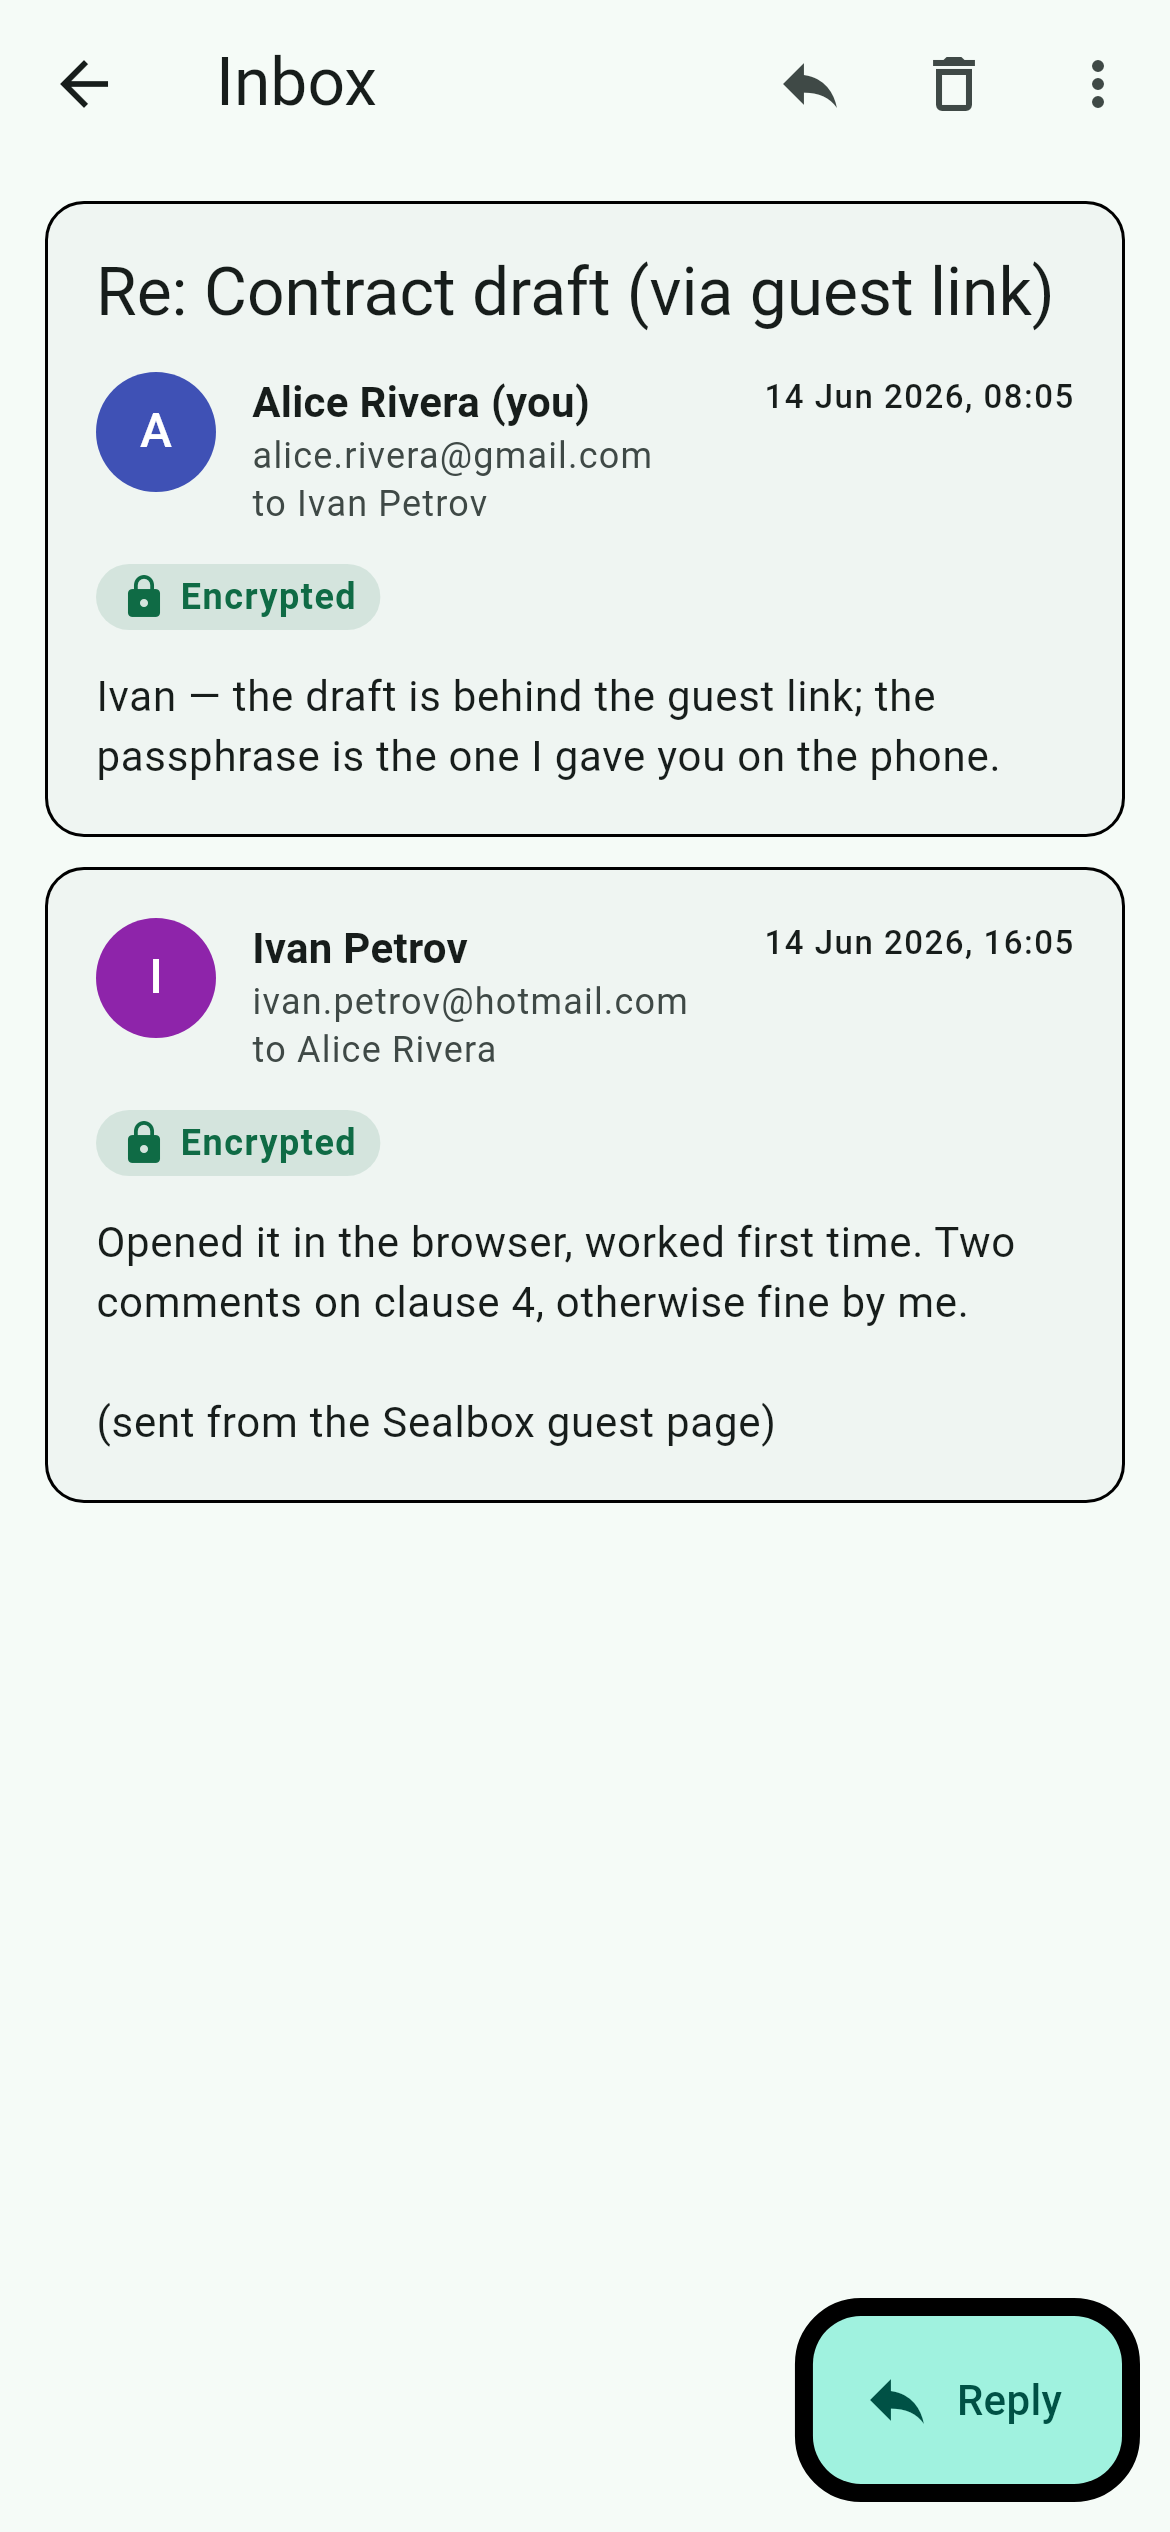 Inbox
Re: Contract draft (via guest link)
A
Alice Rivera (you)
14 Jun 2026, 08:05
alice.rivera@gmail.com
to Ivan Petrov
Encrypted
Ivan — the draft is behind the guest link; the
passphrase is the one I gave you on the phone.
I
Ivan Petrov
14 Jun 2026, 16:05
ivan.petrov@hotmail.com
to Alice Rivera
Encrypted
Opened it in the browser, worked first time. Two
comments on clause 4, otherwise fine by me.
(sent from the Sealbox guest page)
Reply